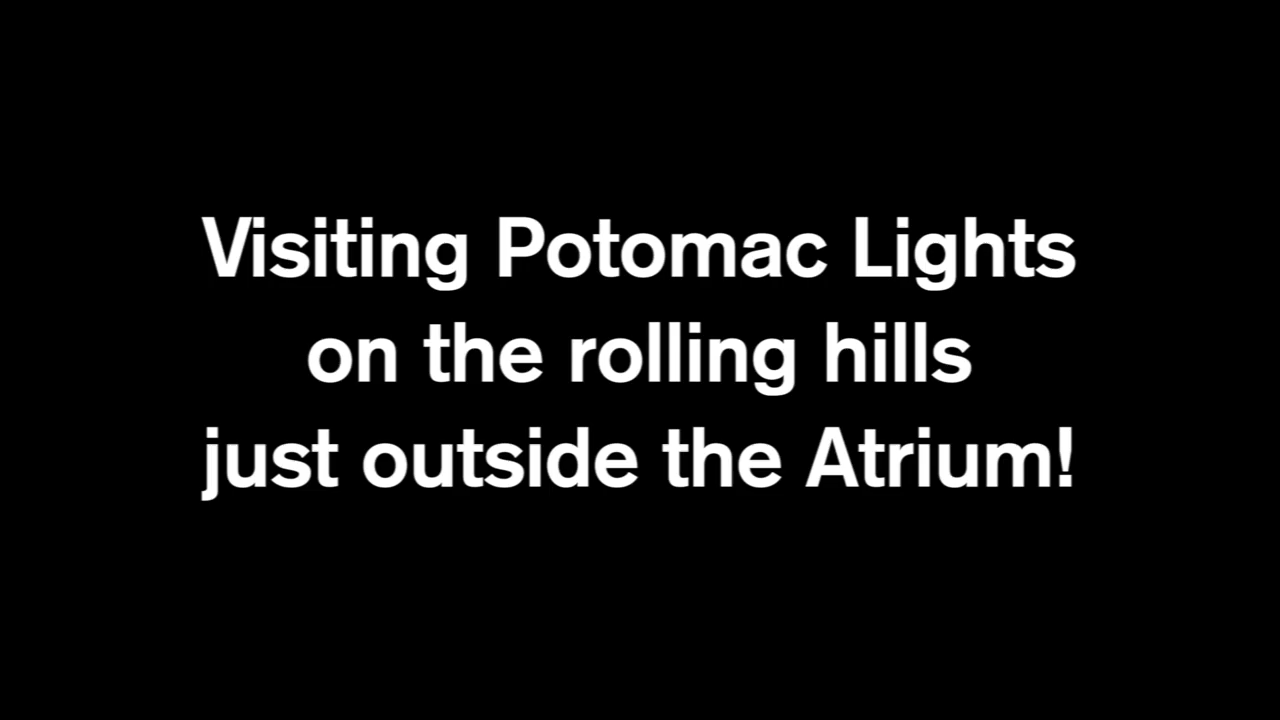 Visiting Potomac Lights
on the rolling hills
just outside the Atrium!